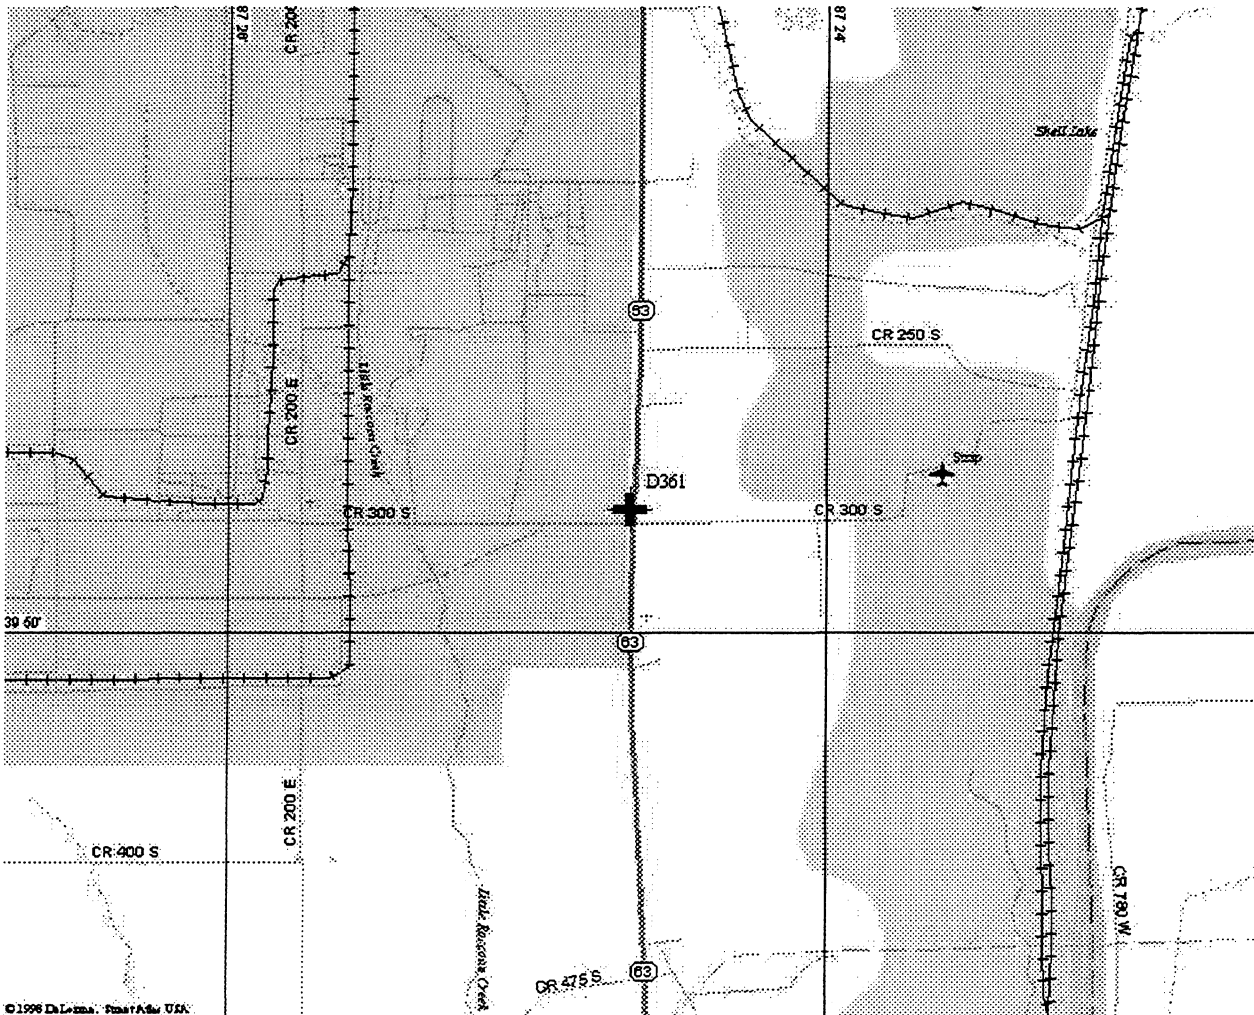 87 26'
CR 200
87 24'
Shell Lake
63
CR 250 S
CR 200 E
Little Raccoon Creek
Strip
D361
CR 300 S
CR 300 S
39 50'
63
CR 200 E
CR 400 S
CR 780 W
Little Raccoon Creek
CR 475 S
63
© 1996 DeLorme. Street Atlas USA